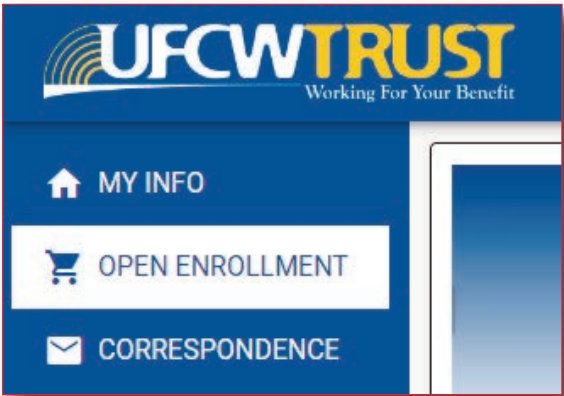 UFCWTRUST
Working For Your Benefit
MY INFO
OPEN ENROLLMENT
CORRESPONDENCE